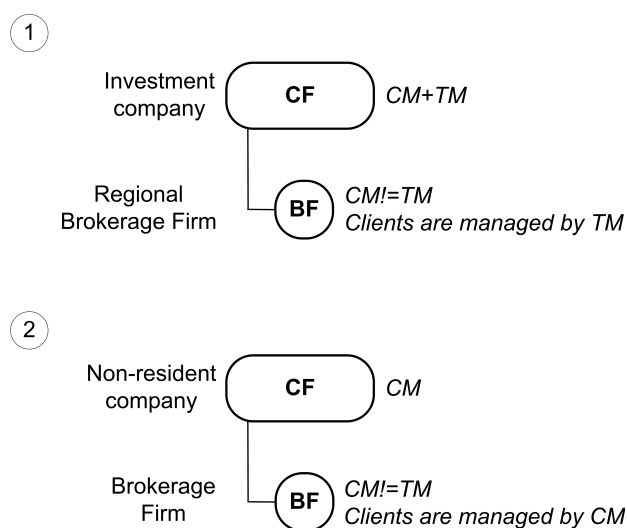 1
Investment
company
CF
CM+TM
Regional
Brokerage Firm
BF
CM!=TM
Clients are managed by TM
2
Non-resident
company
CF
CM
Brokerage
Firm
BF
CM!=TM
Clients are managed by CM